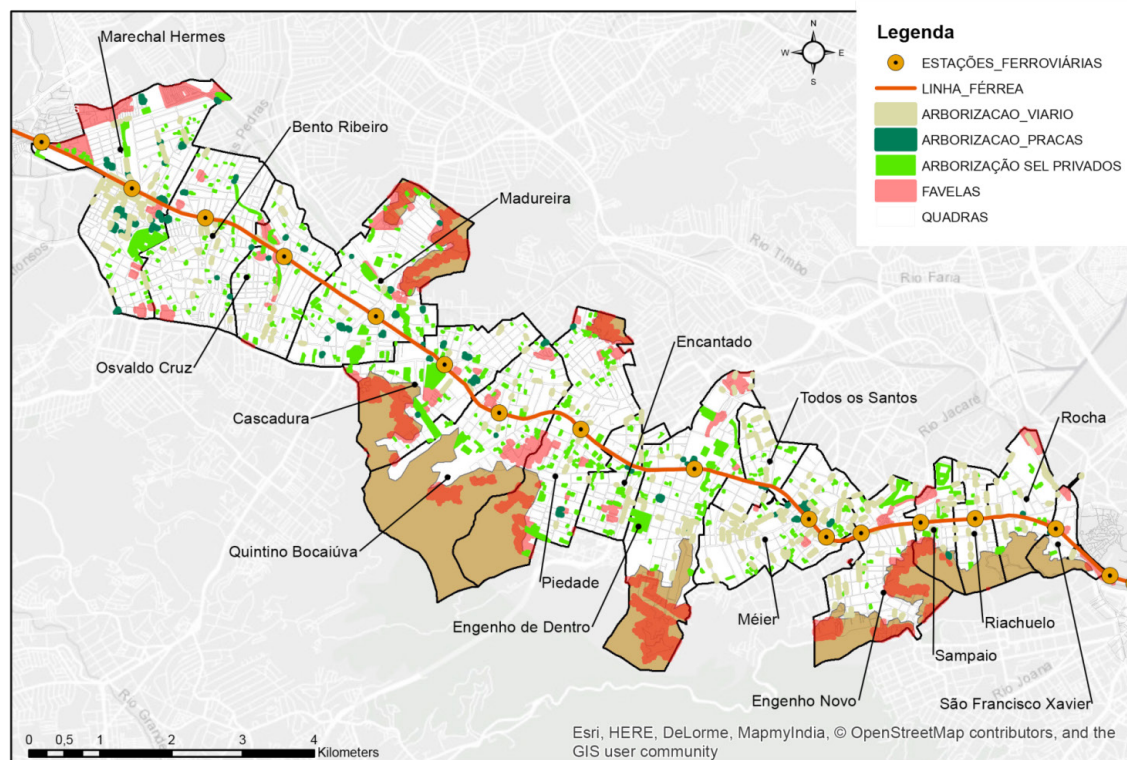 Marechal Hermes
Bento Ribeiro
Madureira
Osvaldo Cruz
Cascadura
Quintino Bocaiúva
Piedade
Encantado
Engenho de Dentro
Todos os Santos
Méier
Rocha
Engenho Novo
Sampaio
Riachuelo
São Francisco Xavier
N
W
E
S
Legenda
ESTAÇÕES_FERROVIÁRIAS
LINHA_FÉRREA
ARBORIZACAO_VIARIO
ARBORIZACAO_PRACAS
ARBORIZAÇÃO SEL PRIVADOS
FAVELAS
QUADRAS
Pedras
Rio Timbo
Rio Faria
Rio Jacaré
Rio Joana
Rio Grande
0 0,5 1 2 3 4
Kilometers
Esri, HERE, DeLorme, MapmyIndia, © OpenStreetMap contributors, and the
GIS user community